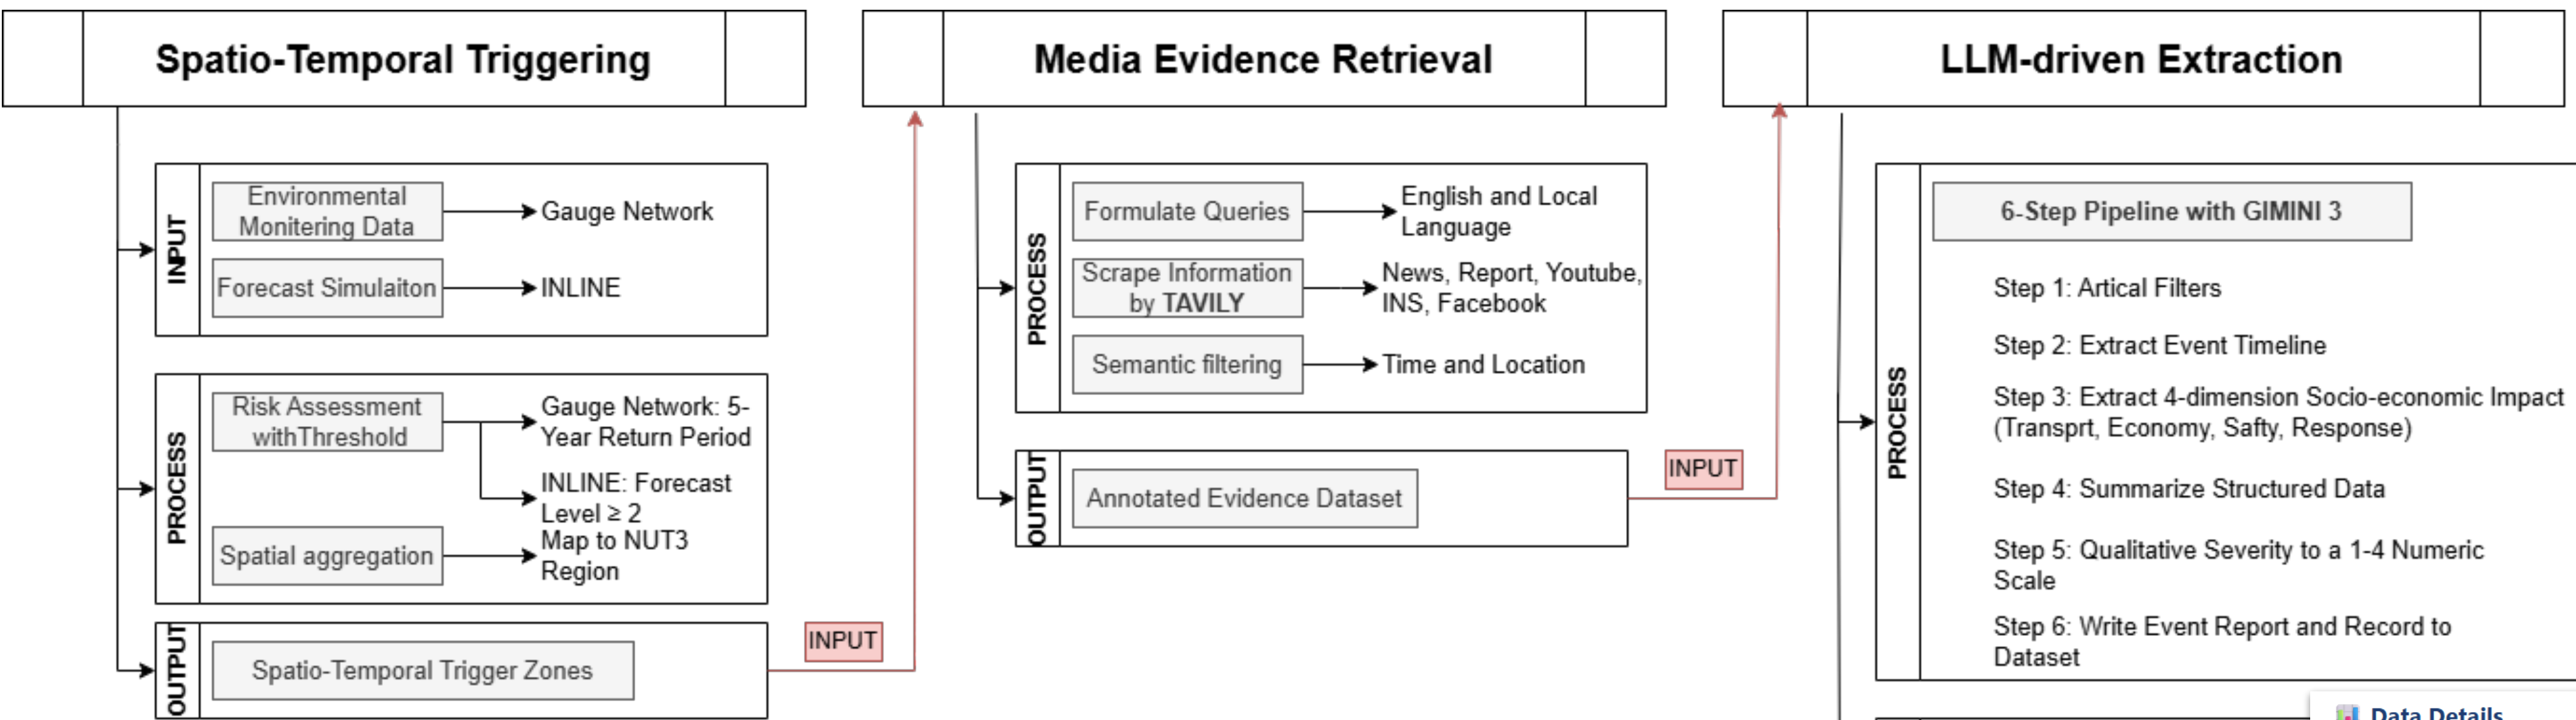 Spatio-Temporal Triggering
INPUT
Environmental
Monitering Data
Gauge Network
Forecast Simulaiton
INLINE
PROCESS
Risk Assessment
withThreshold
Gauge Network: 5-
Year Return Period
INLINE: Forecast
Level ≥ 2
Spatial aggregation
Map to NUT3
Region
OUTPUT
Spatio-Temporal Trigger Zones
INPUT
Media Evidence Retrieval
PROCESS
Formulate Queries
English and Local
Language
Scrape Information
by TAVILY
News, Report, Youtube,
INS, Facebook
Semantic filtering
Time and Location
OUTPUT
Annotated Evidence Dataset
INPUT
LLM-driven Extraction
PROCESS
6-Step Pipeline with GIMINI 3
Step 1: Artical Filters
Step 2: Extract Event Timeline
Step 3: Extract 4-dimension Socio-economic Impact
(Transprt, Economy, Safty, Response)
Step 4: Summarize Structured Data
Step 5: Qualitative Severity to a 1-4 Numeric
Scale
Step 6: Write Event Report and Record to
Dataset
Data Details